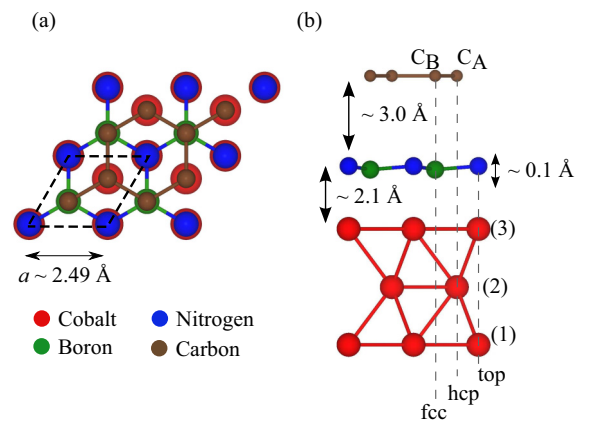 (a)
a ~ 2.49 Å
Cobalt
Nitrogen
Boron
Carbon
(b)
C_B C_A
~ 3.0 Å
~ 0.1 Å
~ 2.1 Å
(3)
(2)
(1)
top
hcp
fcc